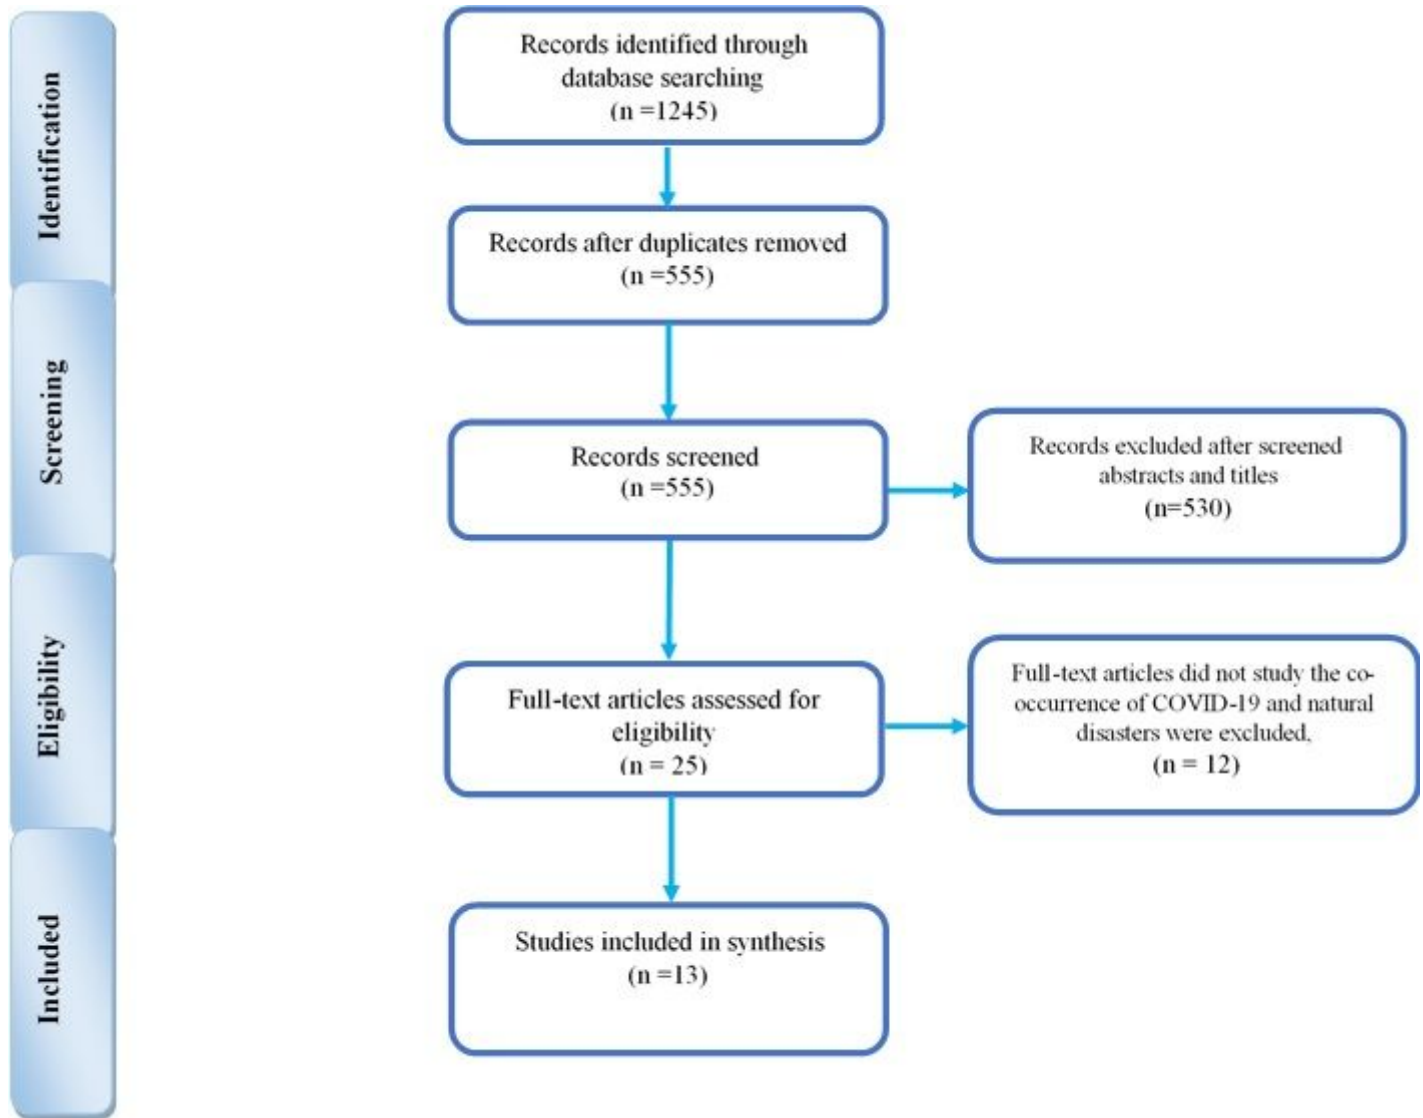 Identification
Records identified through
database searching
(n =1245)
Records after duplicates removed
(n =555)
Screening
Records screened
(n =555)
Records excluded after screened
abstracts and titles
(n=530)
Eligibility
Full-text articles assessed for
eligibility
(n = 25)
Full-text articles did not study the co-
occurrence of COVID-19 and natural
disasters were excluded.
(n = 12)
Included
Studies included in synthesis
(n =13)